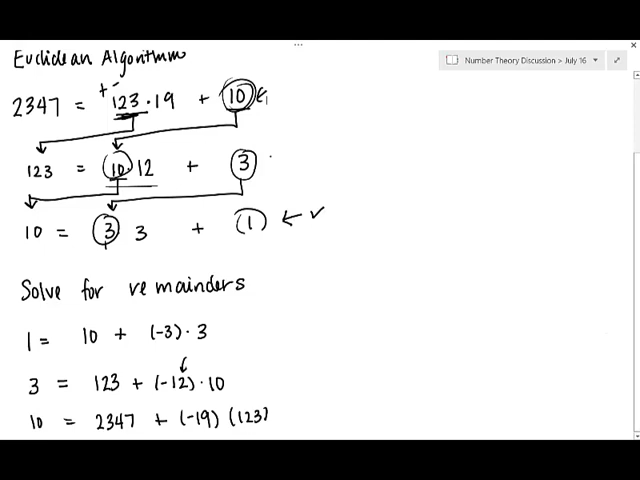 Euclidean Algorithm
Number Theory Discussion > July 16
2347 = 123 · 19 + 10
123 = 10 · 12 + 3
10 = 3 3 + (1) ← ✓
Solve for remainders
1 = 10 + (-3) · 3
3 = 123 + (-12) · 10
10 = 2347 + (-19) (123)